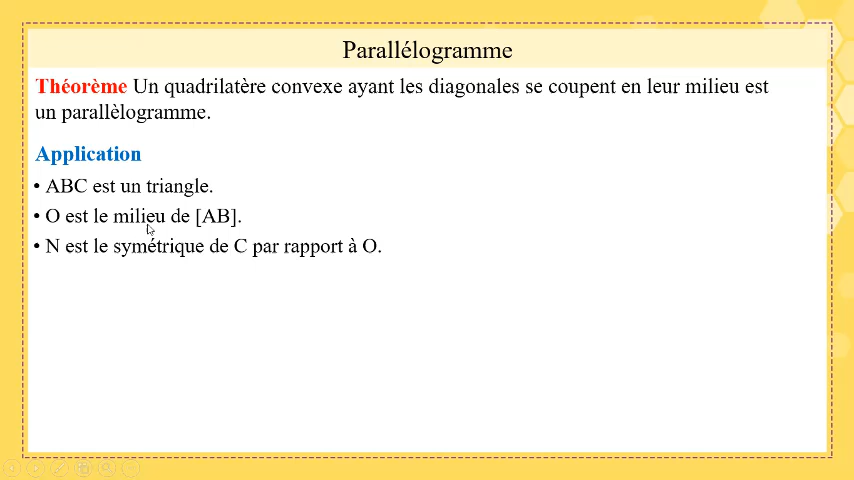 Parallélogramme
Théorème Un quadrilatère convexe ayant les diagonales se coupent en leur milieu est
un parallèlogramme.
Application
• ABC est un triangle.
• O est le milieu de [AB].
• N est le symétrique de C par rapport à O.